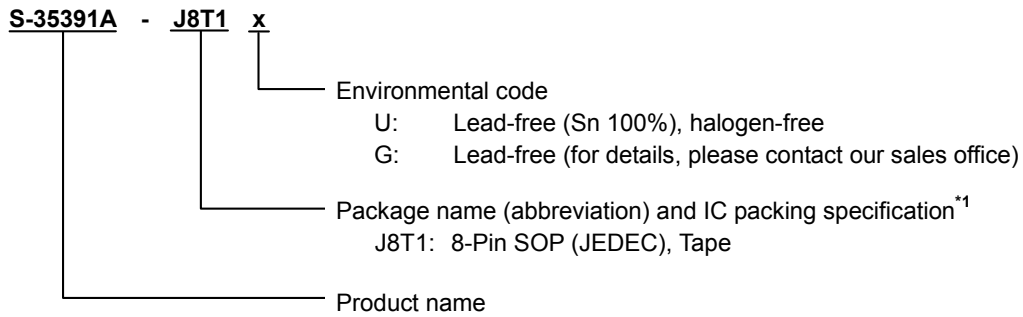 S-35391A - J8T1 x
Environmental code
U: Lead-free (Sn 100%), halogen-free
G: Lead-free (for details, please contact our sales office)
Package name (abbreviation) and IC packing specification*1
J8T1: 8-Pin SOP (JEDEC), Tape
Product name